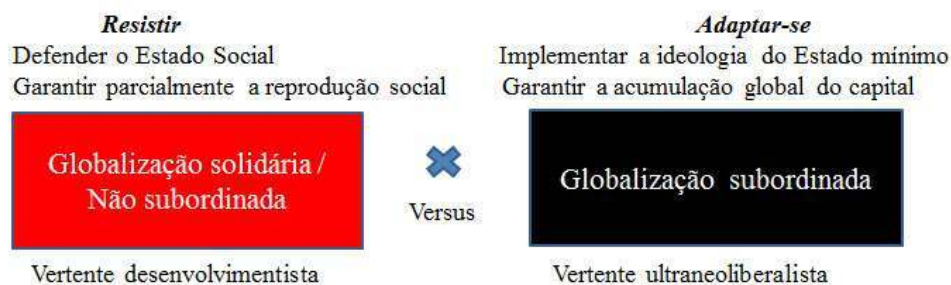 Resistir
Defender o Estado Social
Garantir parcialmente a reprodução social
Globalização solidária /
Não subordinada
Vertente desenvolvimentista
Versus
Adaptar-se
Implementar a ideologia do Estado mínimo
Garantir a acumulação global do capital
Globalização subordinada
Vertente ultraneoliberalista